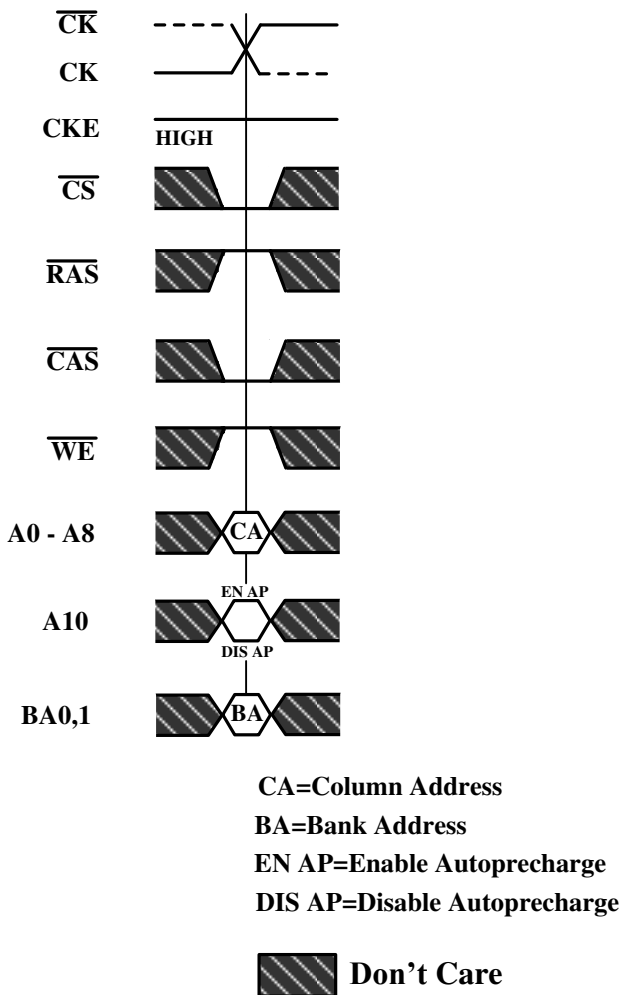 CK
CK
CKE
HIGH
CS
RAS
CAS
WE
A0 - A8
CA
EN AP
A10
DIS AP
BA0,1
BA
CA=Column Address
BA=Bank Address
EN AP=Enable Autoprecharge
DIS AP=Disable Autoprecharge
Don't Care